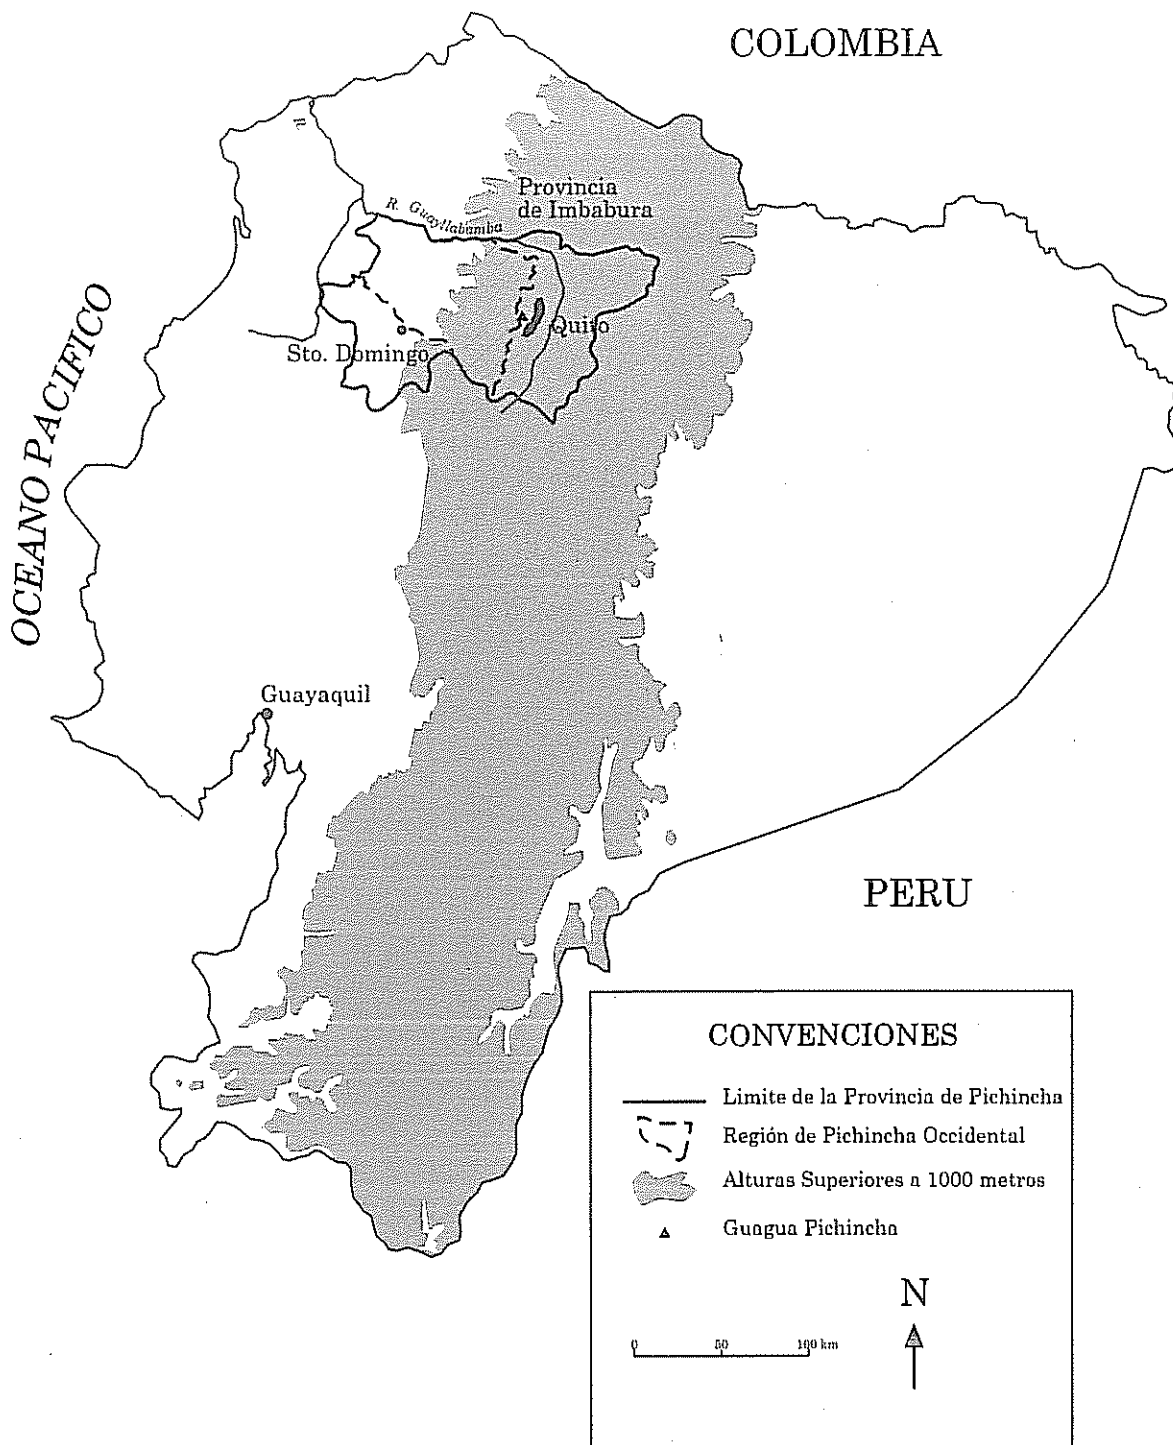 COLOMBIA
R.
Provincia
de Imbabura
R. Guayllabamba
Quito
Sto. Domingo
OCEANO PACIFICO
Guayaquil
PERU
CONVENCIONES
Limite de la Provincia de Pichincha
Región de Pichincha Occidental
Alturas Superiores a 1000 metros
Guagua Pichincha
N
0 50 100 km